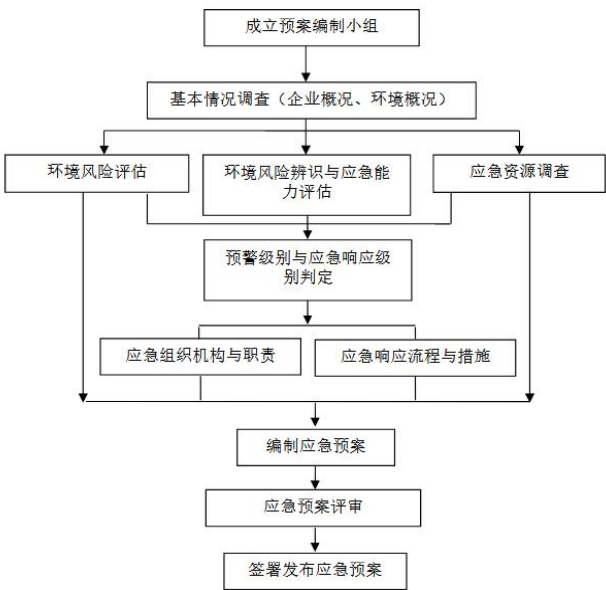 成立预案编制小组
基本情况调查（企业概况、环境概况）
环境风险评估
环境风险辨识与应急能
力评估
应急资源调查
预警级别与应急响应级
别判定
应急组织机构与职责
应急响应流程与措施
编制应急预案
应急预案评审
签署发布应急预案